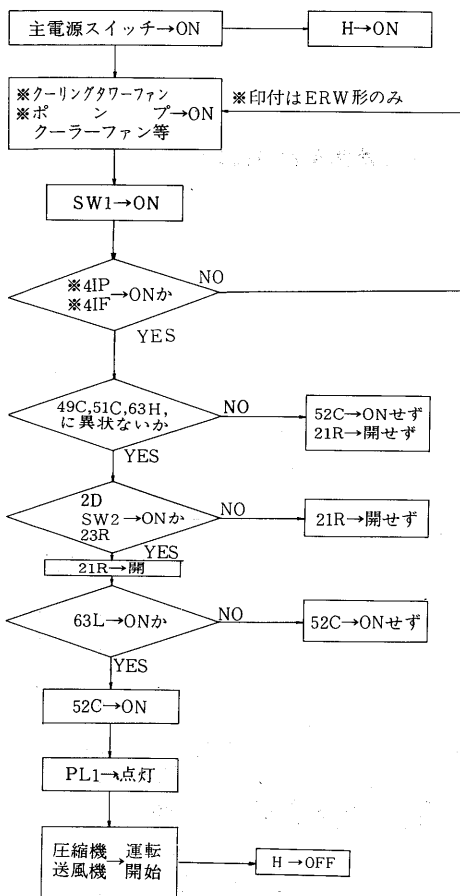 主電源スイッチ→ON
H→ON
※クーリングタワーファン
※ポンプ→ON
クーラーファン等
※印付はERW形のみ
SW1→ON
※4IP
※4IF→ONか
NO
YES
49C,51C,63H,
に異状ないか
NO
52C→ONせず
21R→開せず
YES
2D
SW2→ONか
23R
NO
21R→開せず
YES
21R→開
63L→ONか
NO
52C→ONせず
YES
52C→ON
PL1→点灯
圧縮機→運転
送風機 開始
H→OFF